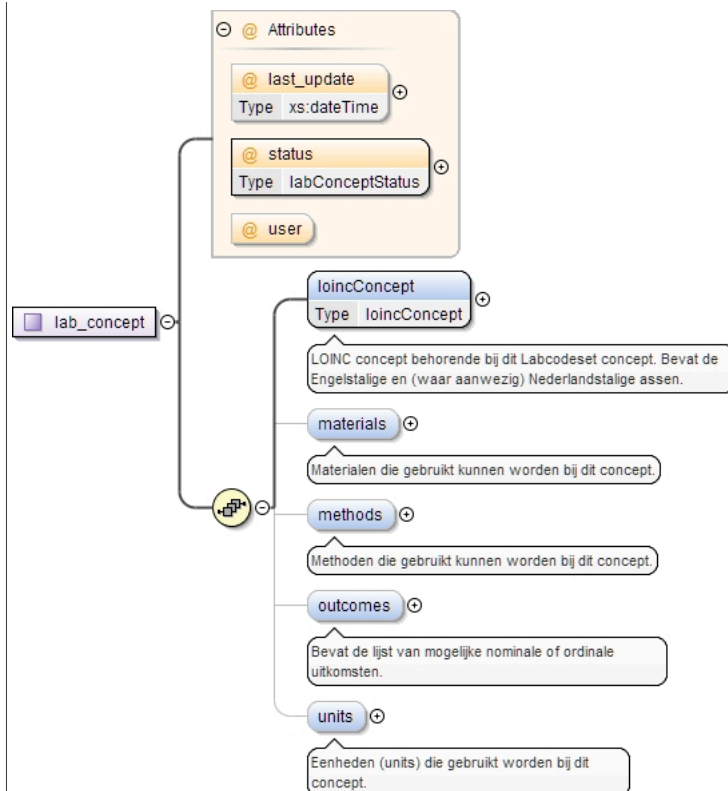 @ Attributes
@ last_update
Type xs:dateTime
@ status
Type labConceptStatus
@ user
lab_concept
loincConcept
Type loincConcept
LOINC concept behorende bij dit Labcodeset concept. Bevat de
Engelstalige en (waar aanwezig) Nederlandstalige assen.
materials
Materialen die gebruikt kunnen worden bij dit concept.
methods
Methoden die gebruikt kunnen worden bij dit concept.
outcomes
Bevat de lijst van mogelijke nominale of ordinale
uitkomsten.
units
Eenheden (units) die gebruikt worden bij dit
concept.